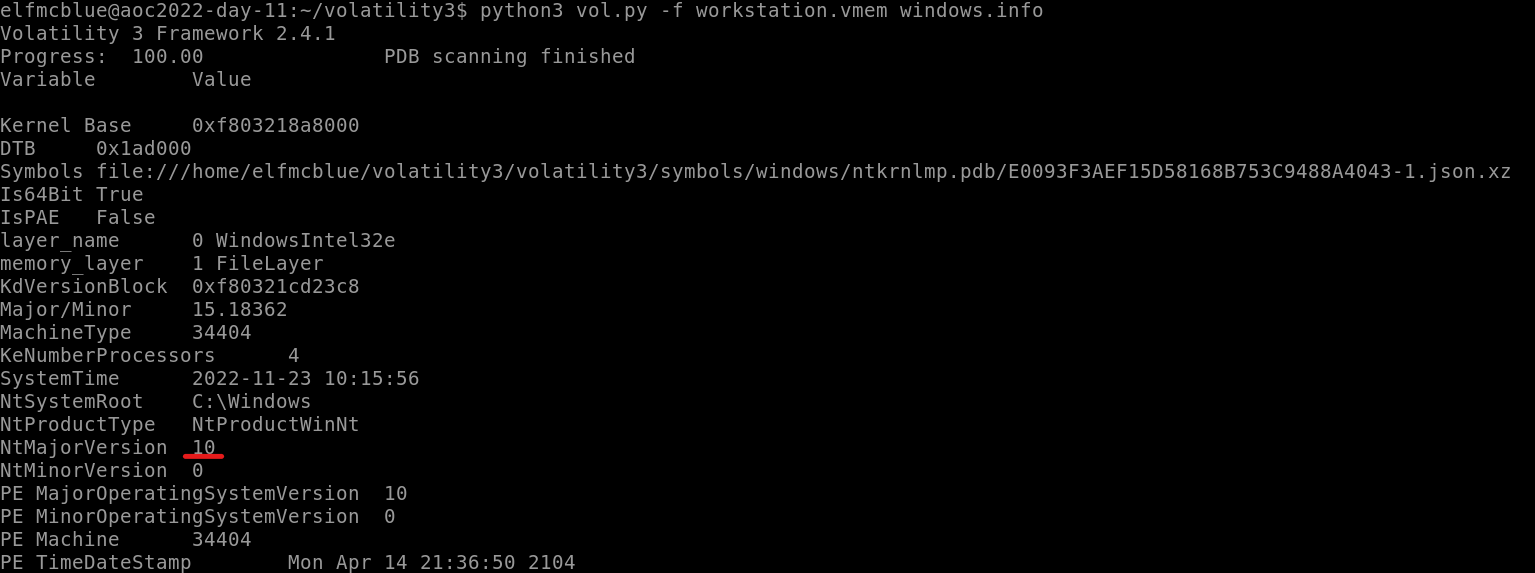 elfmcblue@aoc2022-day-11:~/volatility3$ python3 vol.py -f workstation.vmem windows.info
Volatility 3 Framework 2.4.1
Progress:  100.00               PDB scanning finished
Variable        Value

Kernel Base     0xf803218a8000
DTB     0x1ad000
Symbols file:///home/elfmcblue/volatility3/volatility3/symbols/windows/ntkrnlmp.pdb/E0093F3AEF15D58168B753C9488A4043-1.json.xz
Is64Bit True
IsPAE   False
layer_name      0 WindowsIntel32e
memory_layer    1 FileLayer
KdVersionBlock  0xf80321cd23c8
Major/Minor     15.18362
MachineType     34404
KeNumberProcessors      4
SystemTime      2022-11-23 10:15:56
NtSystemRoot    C:\Windows
NtProductType   NtProductWinNt
NtMajorVersion  10
NtMinorVersion  0
PE MajorOperatingSystemVersion  10
PE MinorOperatingSystemVersion  0
PE Machine      34404
PE TimeDateStamp        Mon Apr 14 21:36:50 2104